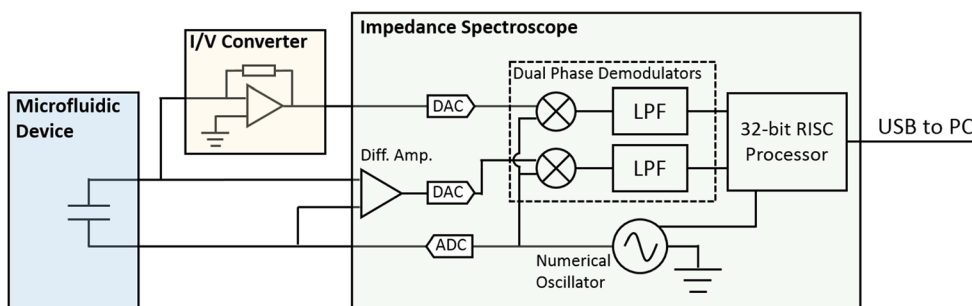 Impedance Spectroscope
I/V Converter
Dual Phase Demodulators
Microfluidic
Device
DAC
LPF
32-bit RISC
Processor
USB to PC
Diff. Amp.
DAC
LPF
ADC
Numerical
Oscillator